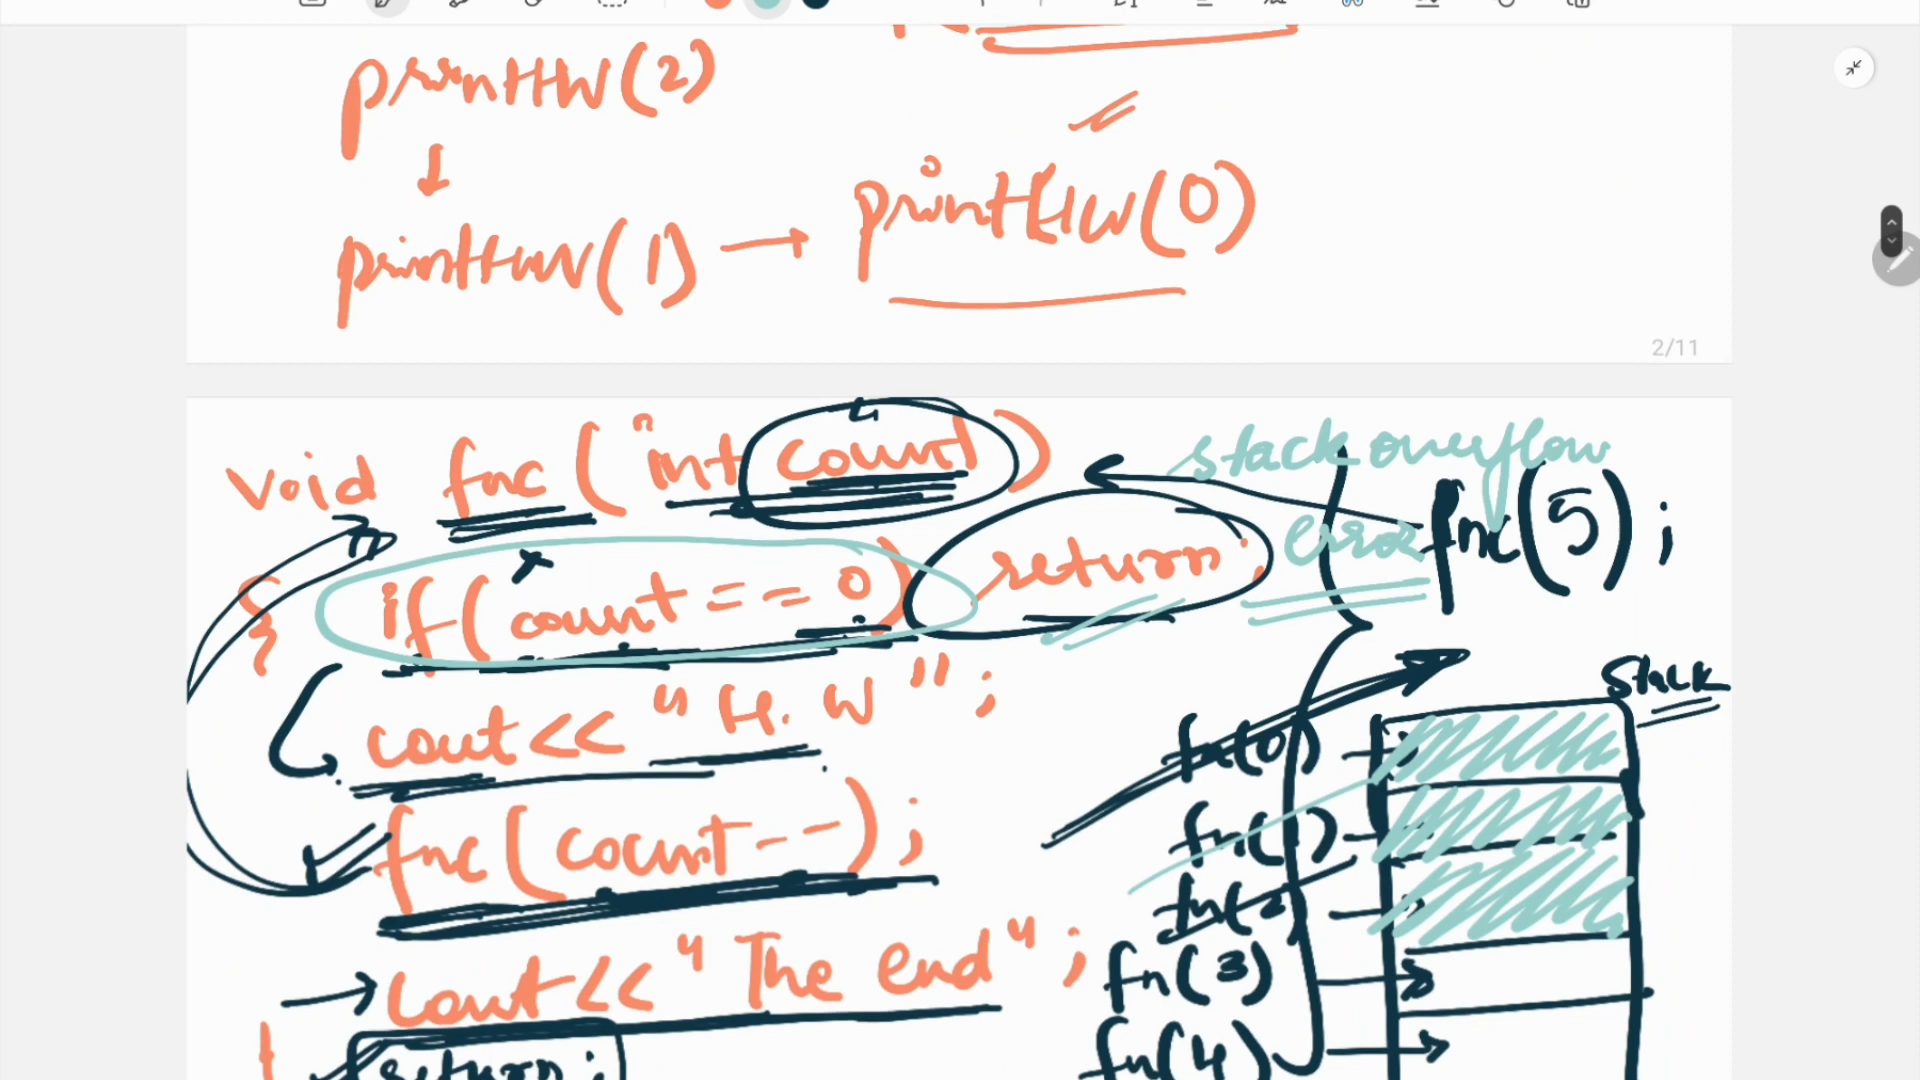 printHW(2)
printHW(1) → printHW(0)
2/11
void fnc(int count)
stack overflow
error
fnc(5);
{ if(count == 0) return;
Stack
cout << "H.W";
fn(0)
fnc(count--);
fn(1)
fn(2)
cout << "The end";
fn(3)
fn(4)
return;